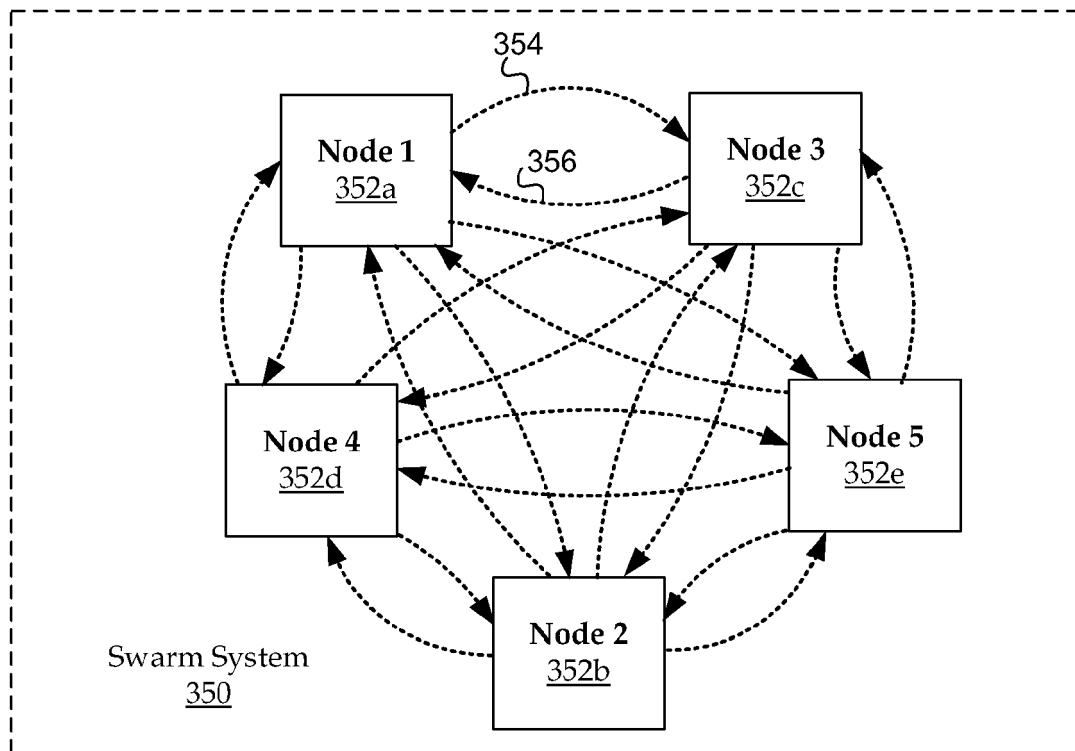 354
Node 1
352a
Node 3
352c
356
Node 4
352d
Node 5
352e
Node 2
352b
Swarm System
350